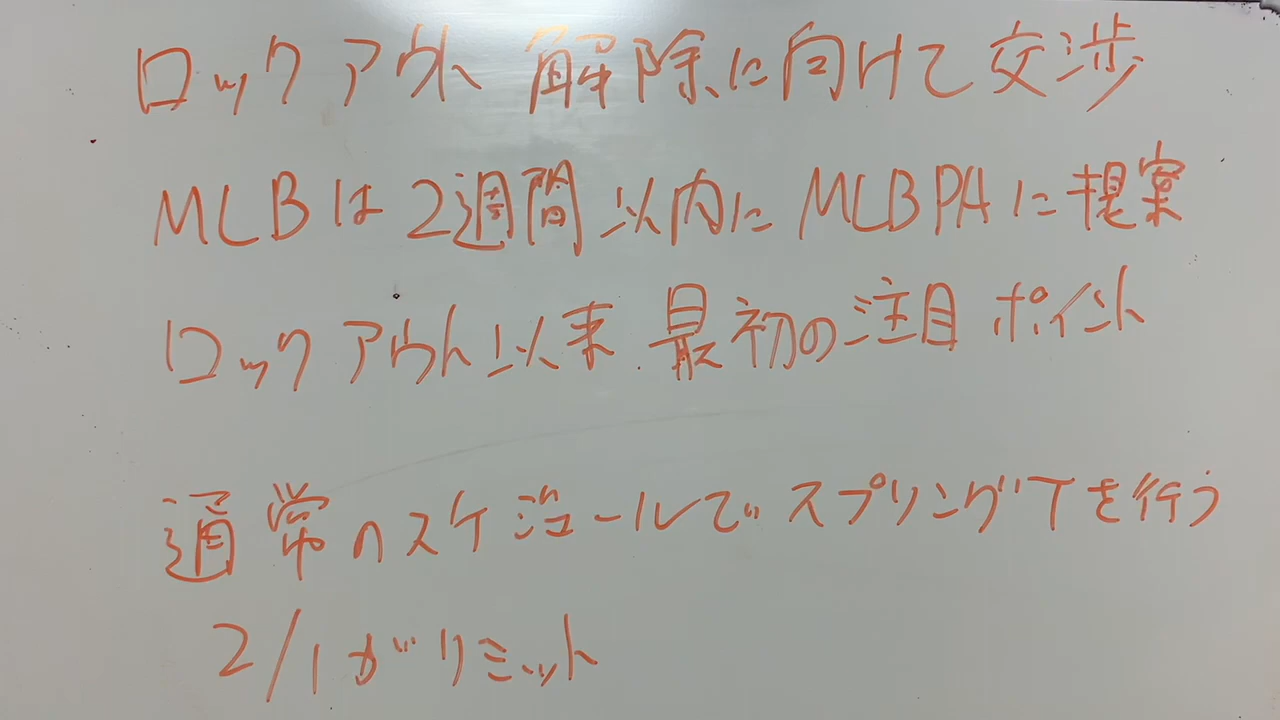 ロックアウト解除に向けて交渉
MLBは2週間以内にMLBPAに提案
ロックアウト以来最初の注目ポイント
通常のスケジュールでスプリングTを行う
2/1がリミット